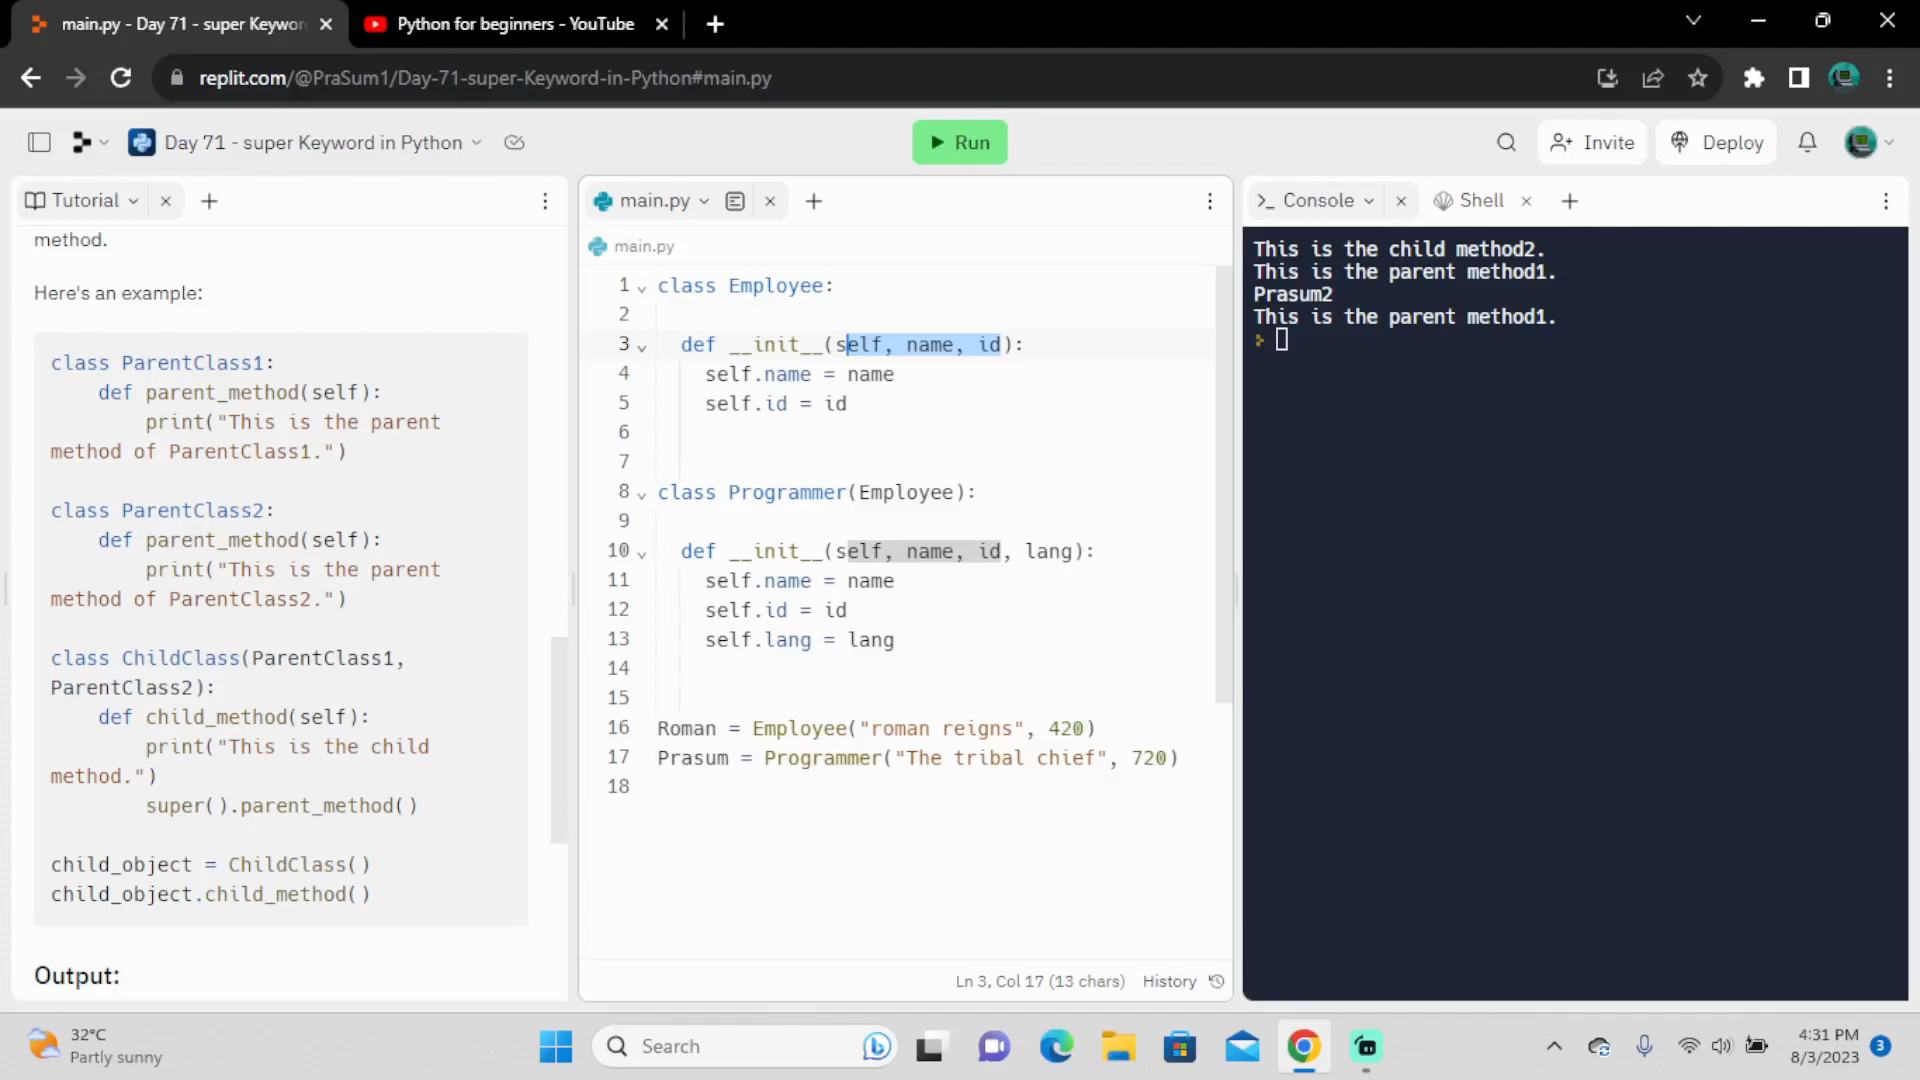 main.py - Day 71 - super Keywor
Python for beginners - YouTube
replit.com/@PraSum1/Day-71-super-Keyword-in-Python#main.py
Day 71 - super Keyword in Python
Run
Invite
Deploy
Tutorial
method.
Here's an example:
class ParentClass1:
def parent_method(self):
print("This is the parent
method of ParentClass1.")
class ParentClass2:
def parent_method(self):
print("This is the parent
method of ParentClass2.")
class ChildClass(ParentClass1,
ParentClass2):
def child_method(self):
print("This is the child
method.")
super().parent_method()
child_object = ChildClass()
child_object.child_method()
Output:
main.py
main.py
1 class Employee:
2
3 def __init__(self, name, id):
4 self.name = name
5 self.id = id
6
7
8 class Programmer(Employee):
9
10 def __init__(self, name, id, lang):
11 self.name = name
12 self.id = id
13 self.lang = lang
14
15
16 Roman = Employee("roman reigns", 420)
17 Prasum = Programmer("The tribal chief", 720)
18
Ln 3, Col 17 (13 chars) History
Console
Shell
This is the child method2.
This is the parent method1.
Prasum2
This is the parent method1.
32°C
Partly sunny
Search
4:31 PM
8/3/2023
3